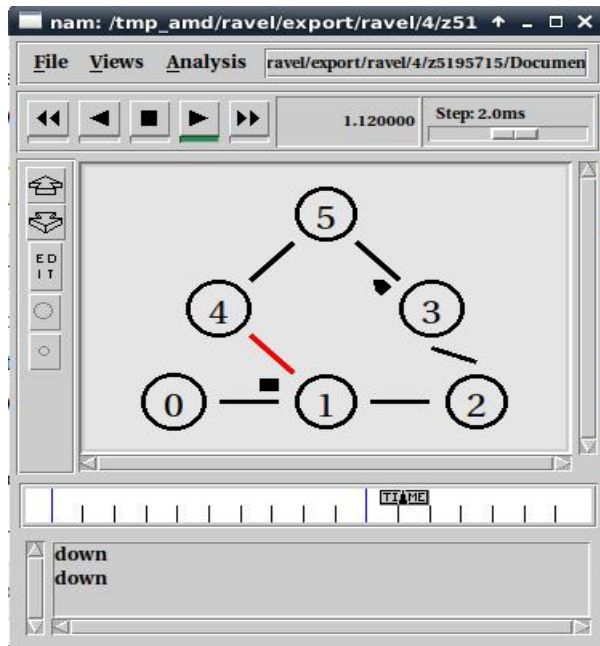 nam: /tmp_amd/ravel/export/ravel/4/z51
File Views Analysis ravel/export/ravel/4/z5195715/Documen
1.120000 Step: 2.0ms
ED
IT
5
4 3
0 1 2
TIME
down
down